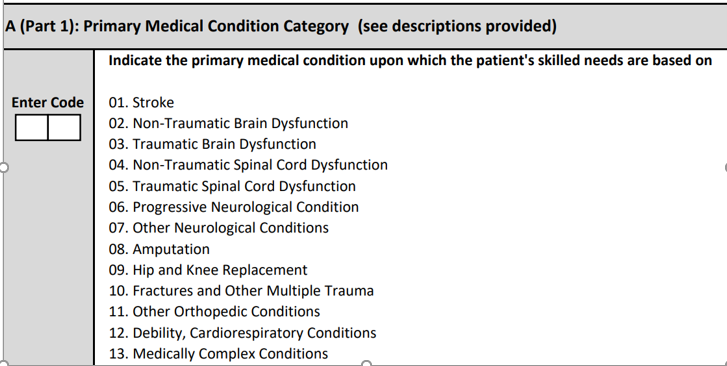 A (Part 1): Primary Medical Condition Category (see descriptions provided)
Indicate the primary medical condition upon which the patient's skilled needs are based on
Enter Code
01. Stroke
02. Non-Traumatic Brain Dysfunction
03. Traumatic Brain Dysfunction
04. Non-Traumatic Spinal Cord Dysfunction
05. Traumatic Spinal Cord Dysfunction
06. Progressive Neurological Condition
07. Other Neurological Conditions
08. Amputation
09. Hip and Knee Replacement
10. Fractures and Other Multiple Trauma
11. Other Orthopedic Conditions
12. Debility, Cardiorespiratory Conditions
13. Medically Complex Conditions